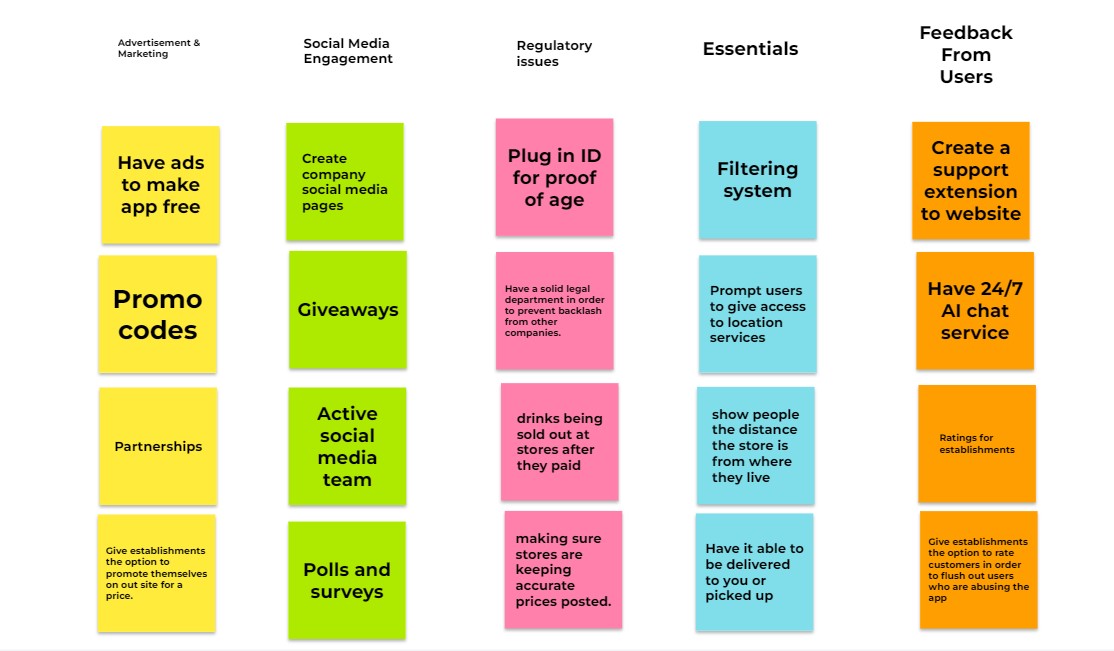 Advertisement &
Marketing
Have ads
to make
app free
Promo
codes
Partnerships
Give establishments
the option to
promote themselves
on out site for a
price.
Social Media
Engagement
Create
company
social media
pages
Giveaways
Active
social
media
team
Polls and
surveys
Regulatory
issues
Plug in ID
for proof
of age
Have a solid legal
department in order
to prevent backlash
from other
companies.
drinks being
sold out at
stores after
they paid
making sure
stores are
keeping
accurate
prices posted.
Essentials
Filtering
system
Prompt users
to give access
to location
services
show people
the distance
the store is
from where
they live
Have it able to
be delivered
to you or
picked up
Feedback
From
Users
Create a
support
extension
to website
Have 24/7
AI chat
service
Ratings for
establishments
Give establishments
the option to rate
customers in order
to flush out users
who are abusing the
app